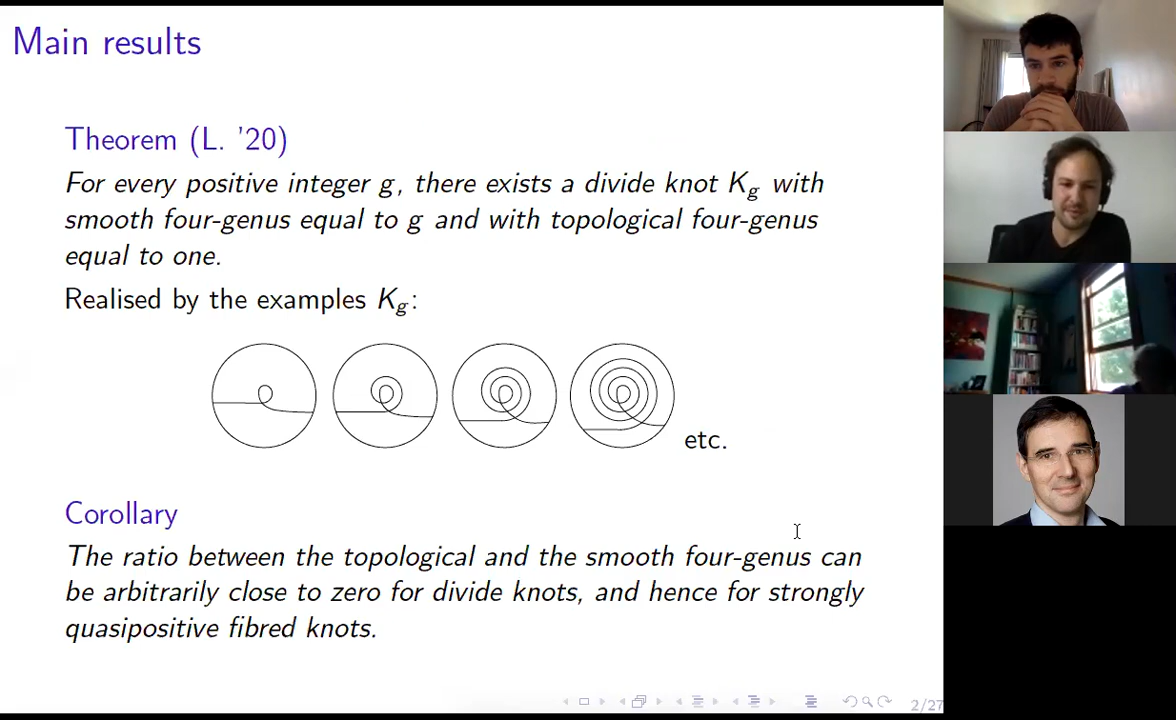 Main results
Theorem (L. '20)
For every positive integer g, there exists a divide knot K_g with
smooth four-genus equal to g and with topological four-genus
equal to one.
Realised by the examples K_g:
etc.
Corollary
The ratio between the topological and the smooth four-genus can
be arbitrarily close to zero for divide knots, and hence for strongly
quasipositive fibred knots.
2/27